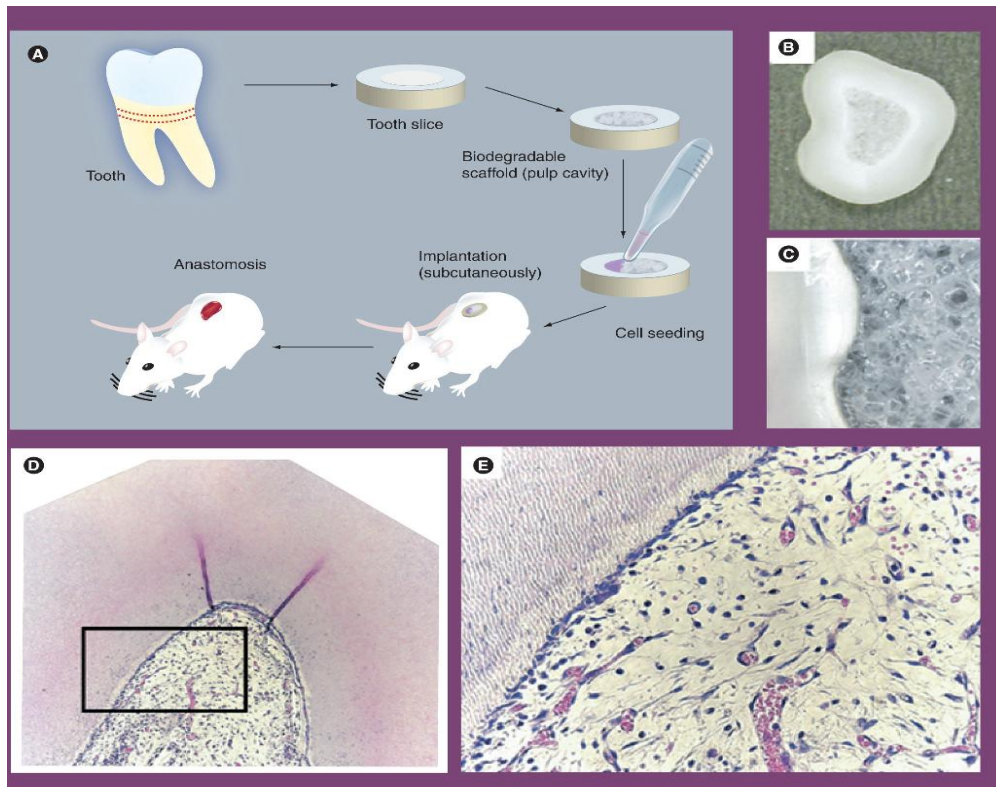 A
Tooth
Tooth slice
Biodegradable
scaffold (pulp cavity)
Cell seeding
Implantation
(subcutaneously)
Anastomosis
B
C
D
E